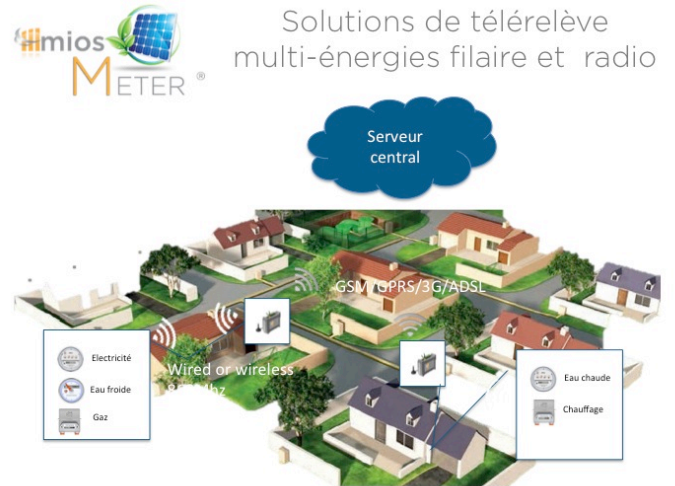 mios
METER ®
Solutions de télérelève
multi-énergies filaire et radio
Serveur
central
GSM/GPRS/3G/ADSL
Wired or wireless
Electricité
Eau froide
Gaz
Eau chaude
Chauffage